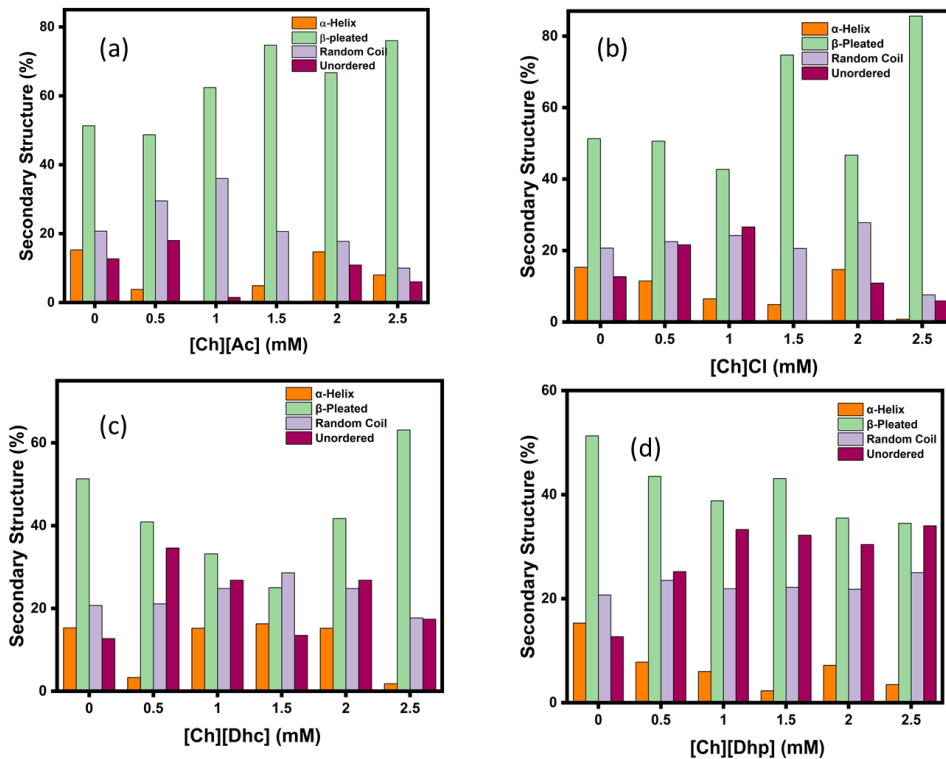 (a)
α-Helix
β-pleated
Random Coil
Unordered
Secondary Structure (%)
80
60
40
20
0
0 0.5 1 1.5 2 2.5
[Ch][Ac] (mM)
(b)
α-Helix
β-Pleated
Random Coil
Unordered
Secondary Structure (%)
80
60
40
20
0
0 0.5 1 1.5 2 2.5
[Ch]Cl (mM)
(c)
α-Helix
β-Pleated
Random Coil
Unordered
Secondary Structure (%)
60
40
20
0
0 0.5 1 1.5 2 2.5
[Ch][Dhc] (mM)
(d)
α-Helix
β-Pleated
Random Coil
Unordered
Secondary Structure (%)
60
40
20
0
0 0.5 1 1.5 2 2.5
[Ch][Dhp] (mM)